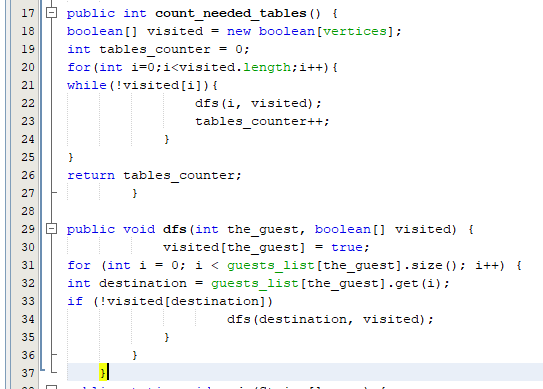 17 public int count_needed_tables() {
18 boolean[] visited = new boolean[vertices];
19 int tables_counter = 0;
20 for(int i=0;i<visited.length;i++){
21 while(!visited[i]){
22 dfs(i, visited);
23 tables_counter++;
24 }
25 }
26 return tables_counter;
27 }
28
29 public void dfs(int the_guest, boolean[] visited) {
30 visited[the_guest] = true;
31 for (int i = 0; i < guests_list[the_guest].size(); i++) {
32 int destination = guests_list[the_guest].get(i);
33 if (!visited[destination])
34 dfs(destination, visited);
35 }
36 }
37 }